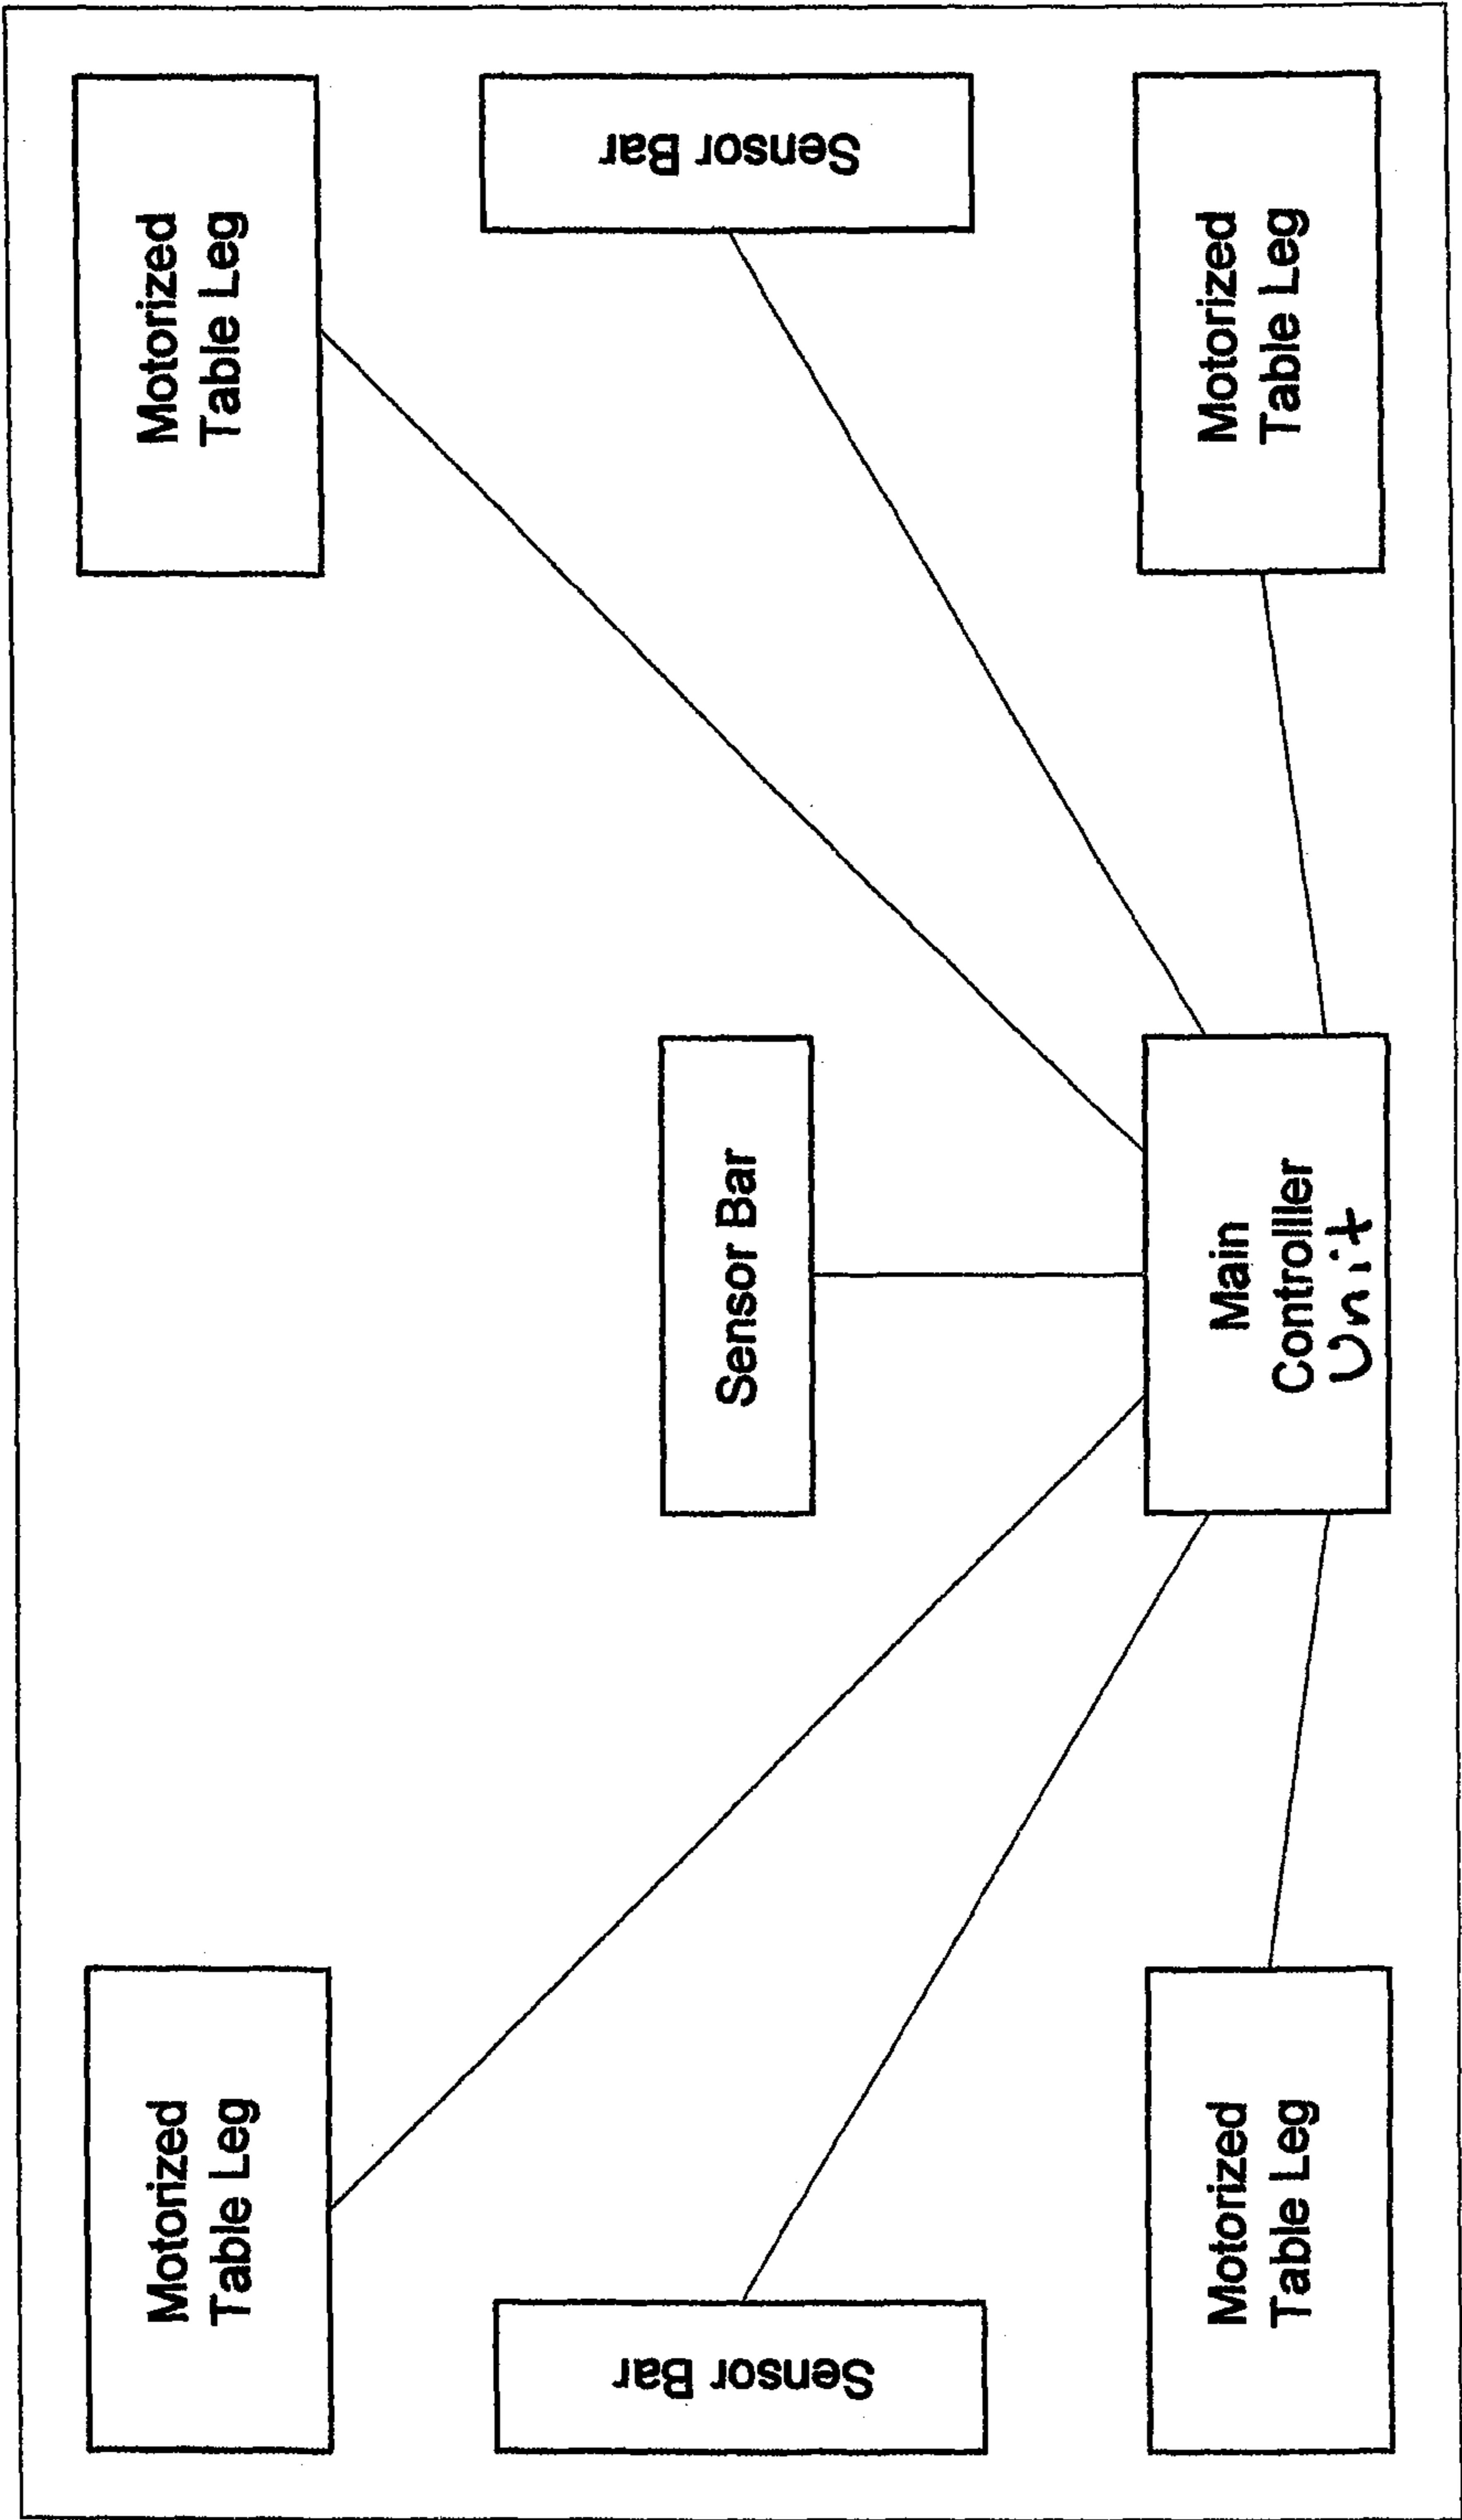 Motorized
Table Leg
Motorized
Table Leg
Sensor Bar
Sensor Bar
Sensor Bar
Motorized
Table Leg
Main
Controlller
Unit
Motorized
Table Leg